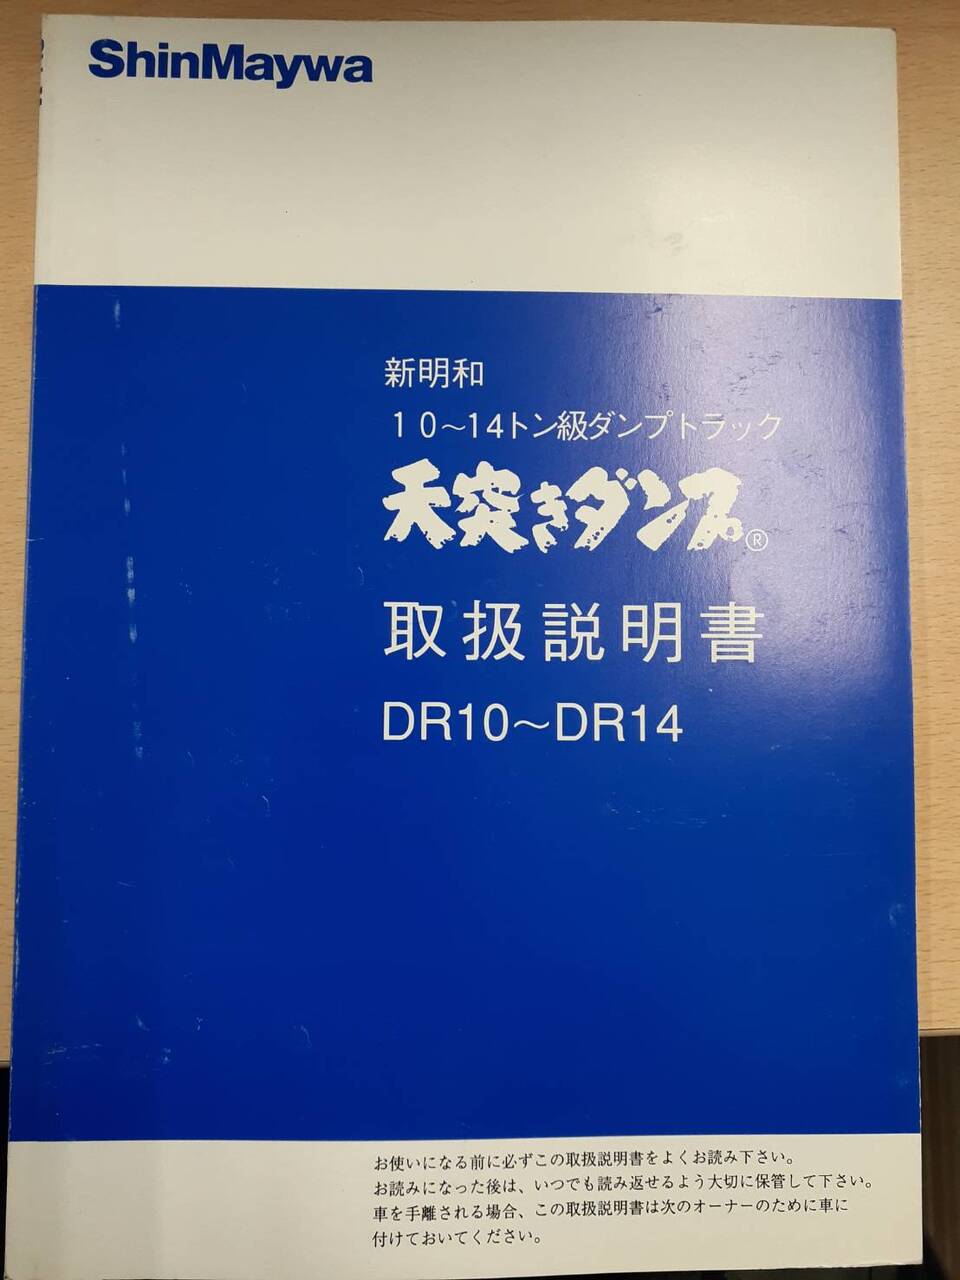 ShinMaywa
新明和
10～14トン級ダンプトラック
天突きダンプ®
取扱説明書
DR10～DR14
お使いになる前に必ずこの取扱説明書をよくお読み下さい。
お読みになった後は、いつでも読み返せるよう大切に保管して下さい。
車を手離される場合、この取扱説明書は次のオーナーのために車に
付けておいてください。